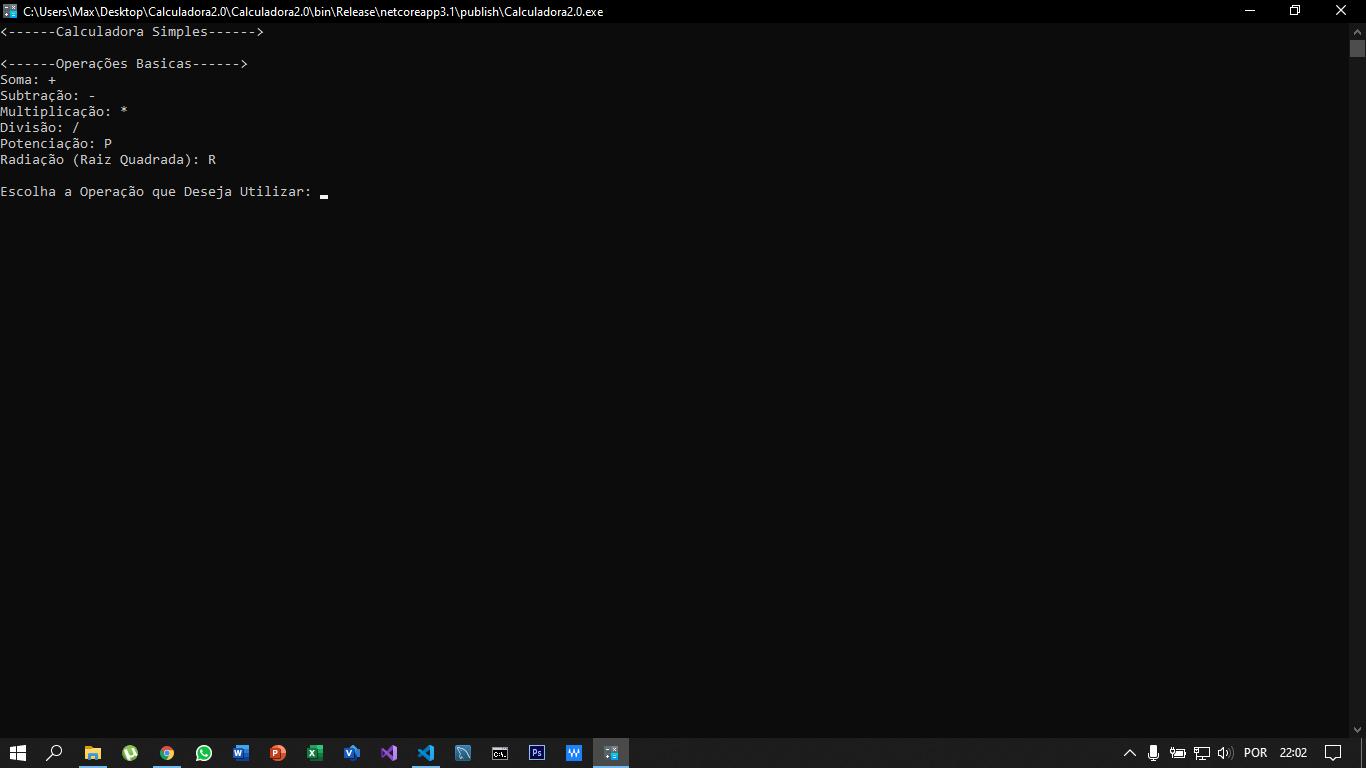 C:\Users\Max\Desktop\Calculadora2.0\Calculadora2.0\bin\Release\netcoreapp3.1\publish\Calculadora2.0.exe
<------Calculadora Simples------>
<------Operações Basicas------>
Soma: +
Subtração: -
Multiplicação: *
Divisão: /
Potenciação: P
Radiação (Raiz Quadrada): R
Escolha a Operação que Deseja Utilizar:
POR 22:02